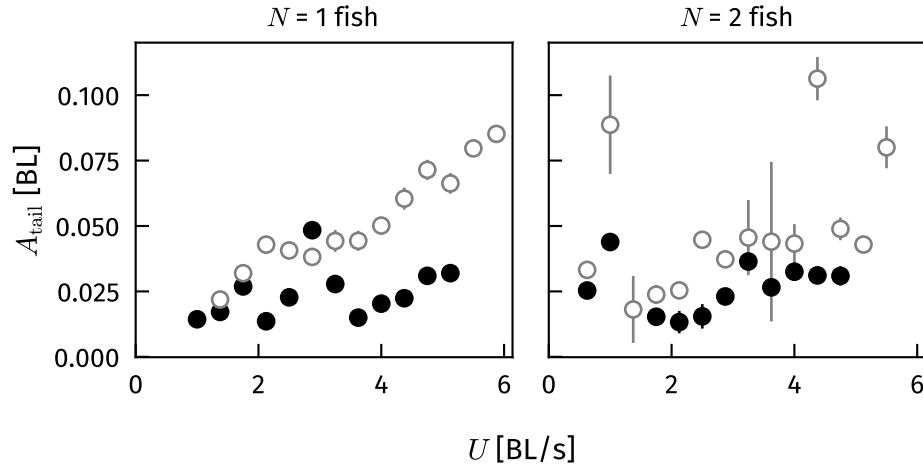 N = 1 fish
N = 2 fish
A_tail [BL]
0.100
0.075
0.050
0.025
0.000
0 2 4 6
0 2 4 6
U [BL/s]